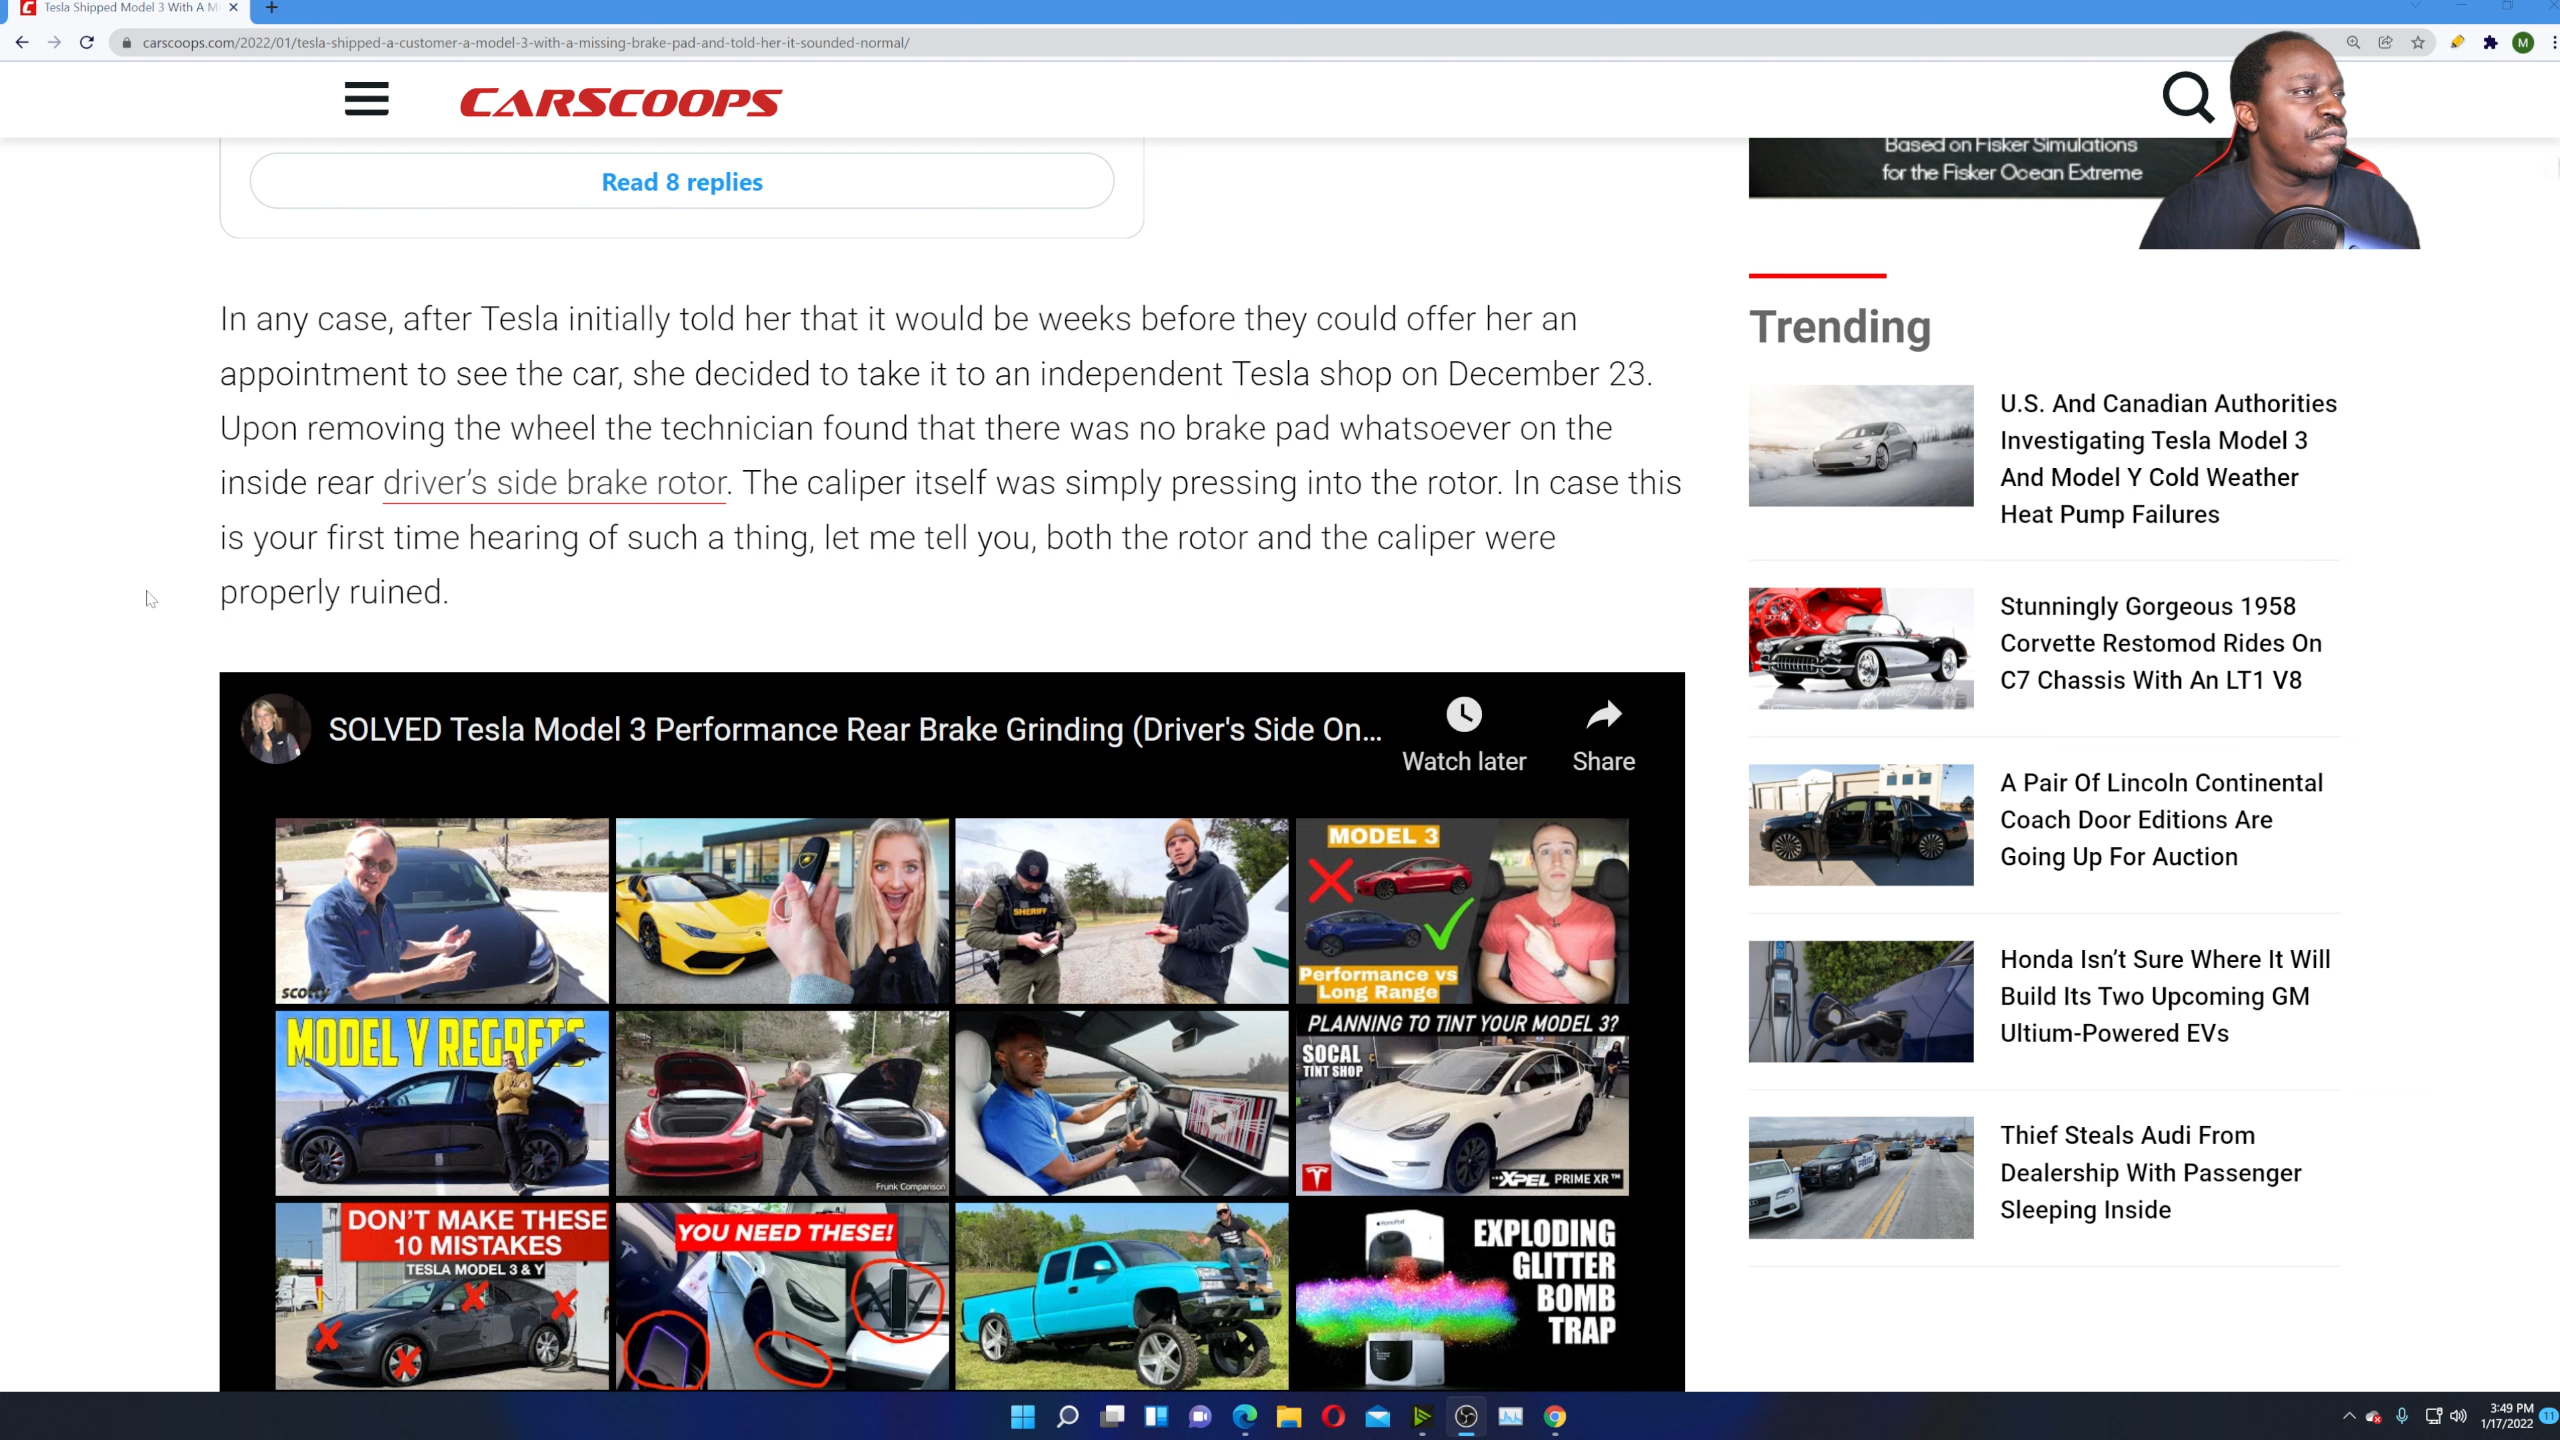 Tesla Shipped Model 3 With A M
carscoops.com/2022/01/tesla-shipped-a-customer-a-model-3-with-a-missing-brake-pad-and-told-her-it-sounded-normal/
M
CARSCOOPS
Read 8 replies
Based on Fisker Simulations
for the Fisker Ocean Extreme
In any case, after Tesla initially told her that it would be weeks before they could offer her an
appointment to see the car, she decided to take it to an independent Tesla shop on December 23.
Upon removing the wheel the technician found that there was no brake pad whatsoever on the
inside rear driver’s side brake rotor. The caliper itself was simply pressing into the rotor. In case this
is your first time hearing of such a thing, let me tell you, both the rotor and the caliper were
properly ruined.
SOLVED Tesla Model 3 Performance Rear Brake Grinding (Driver's Side On...
Watch later
Share
scotty
SHERIFF
MODEL 3
Performance vs
Long Range
MODEL Y REGRETS
Frunk Comparison
PLANNING TO TINT YOUR MODEL 3?
SOCAL
TINT SHOP
XPEL PRIME XR™
DON'T MAKE THESE
10 MISTAKES
TESLA MODEL 3 & Y
YOU NEED THESE!
HomePod
EXPLODING
GLITTER
BOMB
TRAP
Trending
U.S. And Canadian Authorities
Investigating Tesla Model 3
And Model Y Cold Weather
Heat Pump Failures
Stunningly Gorgeous 1958
Corvette Restomod Rides On
C7 Chassis With An LT1 V8
A Pair Of Lincoln Continental
Coach Door Editions Are
Going Up For Auction
Honda Isn’t Sure Where It Will
Build Its Two Upcoming GM
Ultium-Powered EVs
Thief Steals Audi From
Dealership With Passenger
Sleeping Inside
3:49 PM
1/17/2022
11